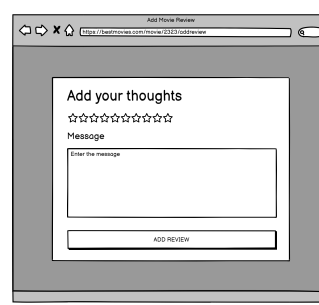 Add Movie Review
https://bestmovies.com/movie/2323/addreview
Add your thoughts
Message
Enter the message
ADD REVIEW